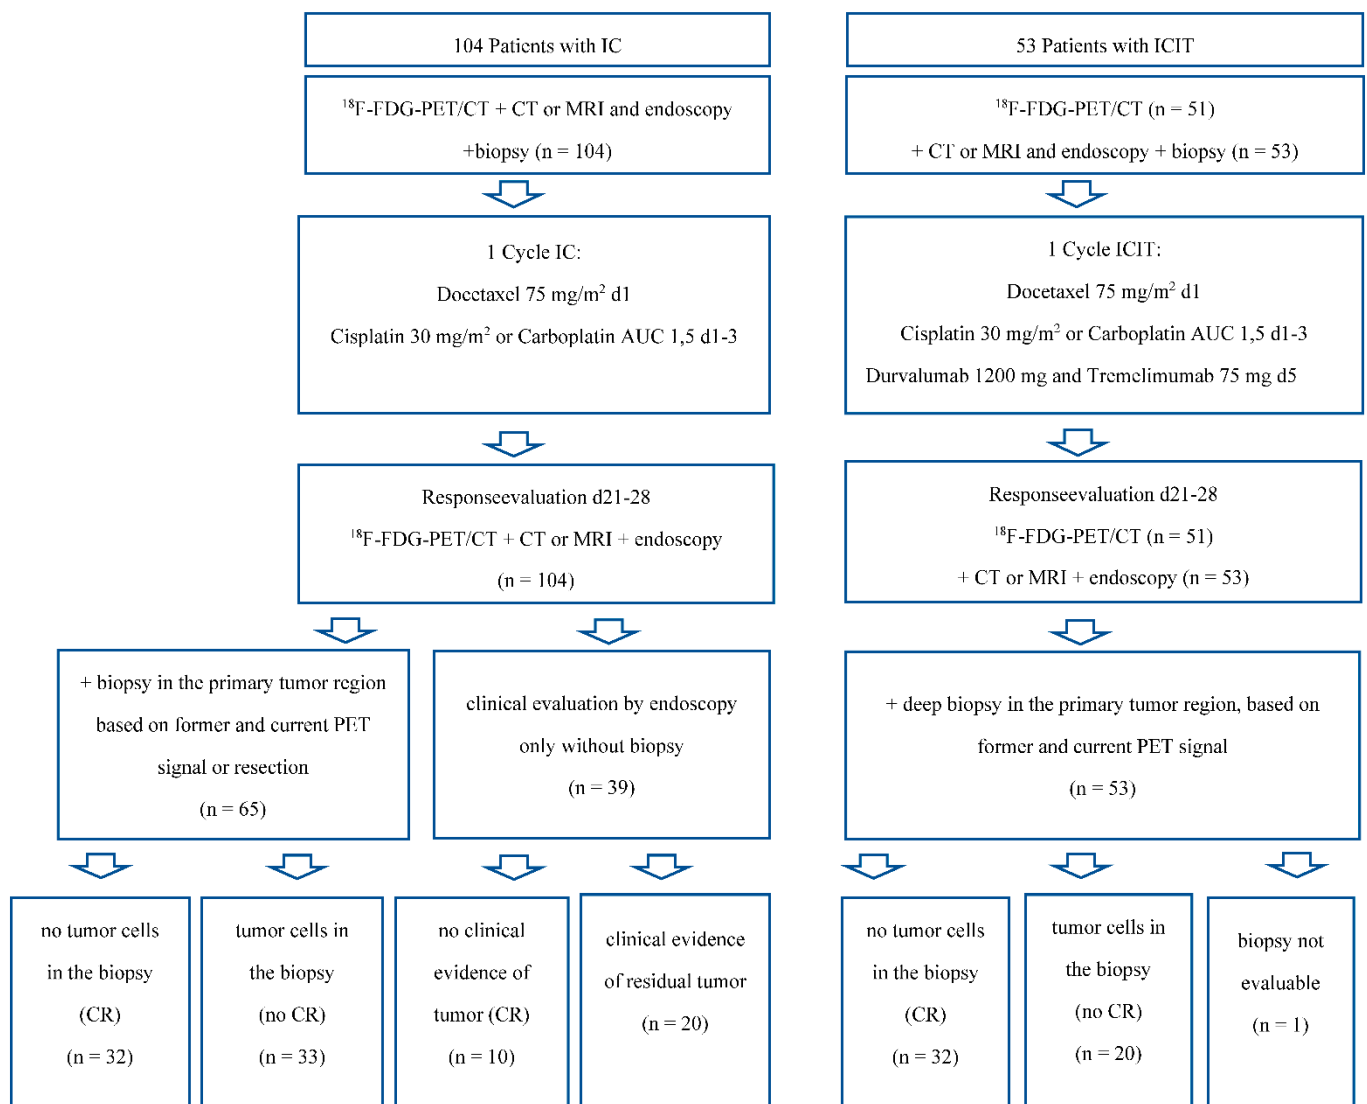 104 Patients with IC
53 Patients with ICIT
¹⁸F-FDG-PET/CT + CT or MRI and endoscopy
+biopsy (n = 104)
¹⁸F-FDG-PET/CT (n = 51)
+ CT or MRI and endoscopy + biopsy (n = 53)
1 Cycle IC:
Docetaxel 75 mg/m² d1
Cisplatin 30 mg/m² or Carboplatin AUC 1,5 d1-3
1 Cycle ICIT:
Docetaxel 75 mg/m² d1
Cisplatin 30 mg/m² or Carboplatin AUC 1,5 d1-3
Durvalumab 1200 mg and Tremelimumab 75 mg d5
Responseevaluation d21-28
¹⁸F-FDG-PET/CT + CT or MRI + endoscopy
(n = 104)
Responseevaluation d21-28
¹⁸F-FDG-PET/CT (n = 51)
+ CT or MRI + endoscopy (n = 53)
+ biopsy in the primary tumor region
based on former and current PET
signal or resection
(n = 65)
clinical evaluation by endoscopy
only without biopsy
(n = 39)
+ deep biopsy in the primary tumor region, based on
former and current PET signal
(n = 53)
no tumor cells
in the biopsy
(CR)
(n = 32)
tumor cells in
the biopsy
(no CR)
(n = 33)
no clinical
evidence of
tumor (CR)
(n = 10)
clinical evidence
of residual tumor
(n = 20)
no tumor cells
in the biopsy
(CR)
(n = 32)
tumor cells in
the biopsy
(no CR)
(n = 20)
biopsy not
evaluable
(n = 1)